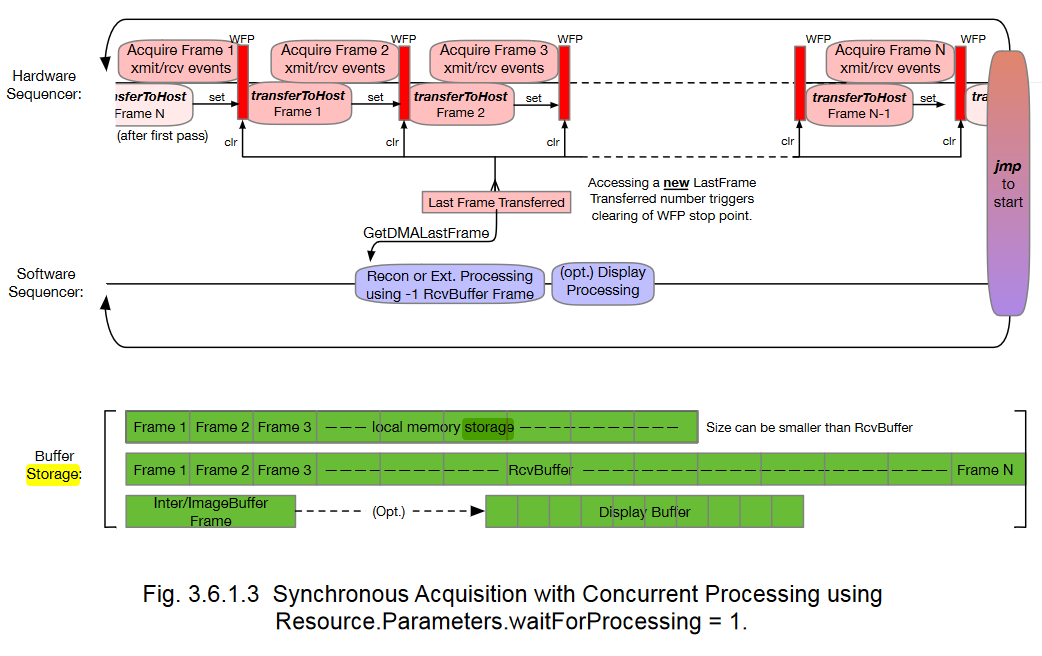 WFP
WFP
WFP
WFP
WFP
Acquire Frame 1
xmit/rcv events
Acquire Frame 2
xmit/rcv events
Acquire Frame 3
xmit/rcv events
Acquire Frame N
xmit/rcv events
Hardware
Sequencer:
nsferToHost
Frame N
set
transferToHost
Frame 1
set
transferToHost
Frame 2
set
transferToHost
Frame N-1
set
tra
(after first pass)
clr
clr
clr
clr
clr
jmp
to
start
Last Frame Transferred
Accessing a new LastFrame
Transferred number triggers
clearing of WFP stop point.
GetDMALastFrame
Software
Sequencer:
Recon or Ext. Processing
using -1 RcvBuffer Frame
(opt.) Display
Processing
Buffer
Storage:
Frame 1 Frame 2 Frame 3 local memory storage
Size can be smaller than RcvBuffer
Frame 1 Frame 2 Frame 3 RcvBuffer Frame N
Inter/ImageBuffer
Frame
(Opt.)
Display Buffer
Fig. 3.6.1.3 Synchronous Acquisition with Concurrent Processing using
Resource.Parameters.waitForProcessing = 1.